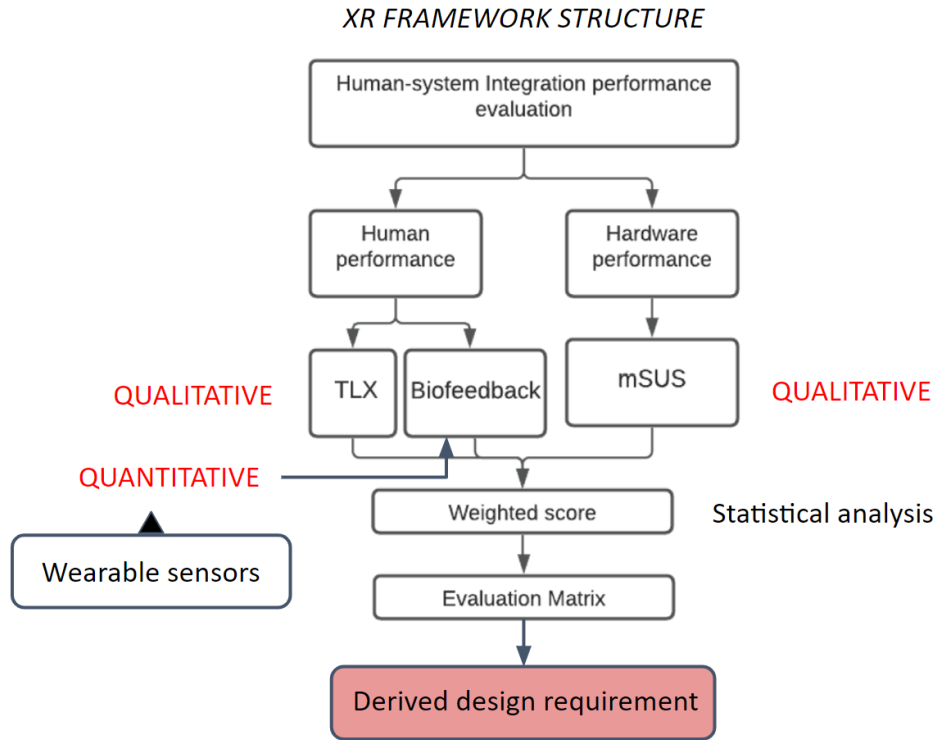 XR FRAMEWORK STRUCTURE
Human-system Integration performance
evaluation
Human
performance
Hardware
performance
QUALITATIVE
TLX
Biofeedback
mSUS
QUALITATIVE
QUANTITATIVE
Weighted score
Statistical analysis
Wearable sensors
Evaluation Matrix
Derived design requirement